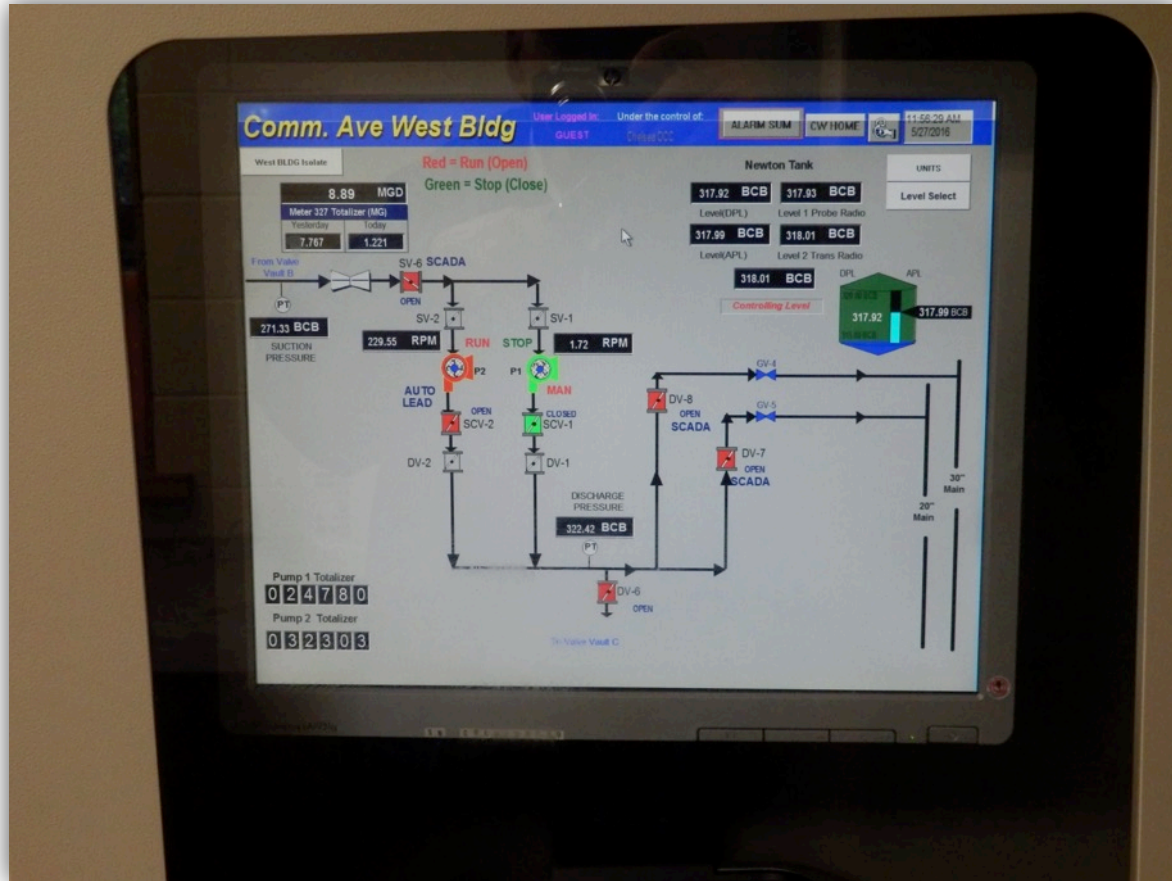 Comm. Ave West Bldg
User Logged In:
GUEST
Under the control of:
Chelsea OCC
ALARM SUM
CW HOME
11:56:29 AM
5/27/2016
West BLDG Isolate
Red = Run (Open)
Green = Stop (Close)
8.89 MGD
Meter 327 Totalizer (MG)
Yesterday Today
7.767 1.221
Newton Tank
317.92 BCB 317.93 BCB
Level(DPL) Level 1 Probe Radio
317.99 BCB 318.01 BCB
Level(APL) Level 2 Trans Radio
318.01 BCB
Controlling Level
UNITS
Level Select
DPL APL
317.92
317.99 BCB
From Valve
Vault B
PT
271.33 BCB
SUCTION
PRESSURE
SV-6 SCADA
OPEN
SV-2
SV-1
229.55 RPM
RUN
STOP
1.72 RPM
P2
P1
AUTO
LEAD
MAN
OPEN
SCV-2
CLOSED
SCV-1
DV-2
DV-1
GV-4
GV-5
DV-8
OPEN
SCADA
DV-7
OPEN
SCADA
30"
Main
20"
Main
DISCHARGE
PRESSURE
322.42 BCB
PT
DV-6
OPEN
To Valve Vault C
Pump 1 Totalizer
024780
Pump 2 Totalizer
032303